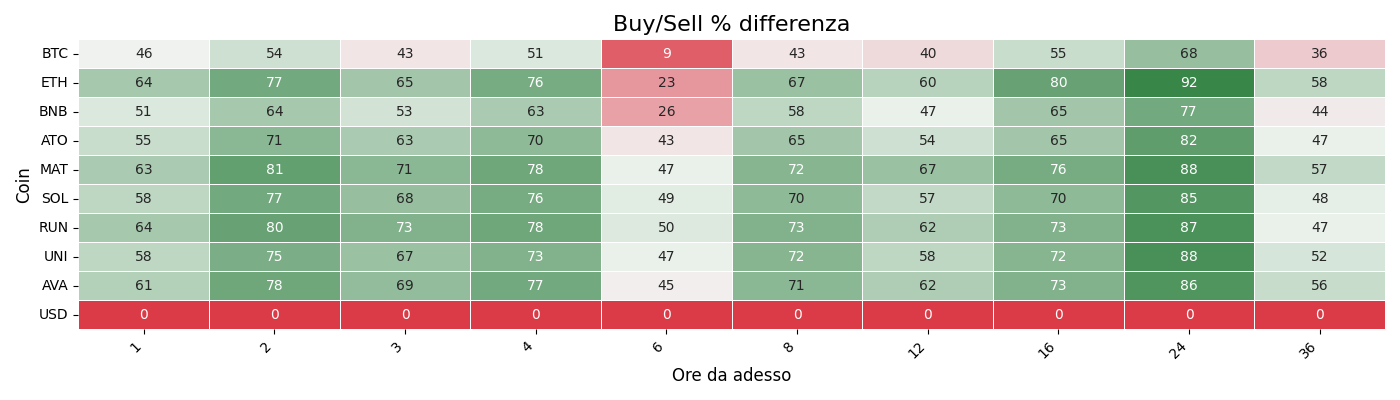 Buy/Sell % differenza
BTC 46 54 43 51 9 43 40 55 68 36
ETH 64 77 65 76 23 67 60 80 92 58
BNB 51 64 53 63 26 58 47 65 77 44
ATO 55 71 63 70 43 65 54 65 82 47
MAT 63 81 71 78 47 72 67 76 88 57
SOL 58 77 68 76 49 70 57 70 85 48
RUN 64 80 73 78 50 73 62 73 87 47
UNI 58 75 67 73 47 72 58 72 88 52
AVA 61 78 69 77 45 71 62 73 86 56
USD 0 0 0 0 0 0 0 0 0 0
Coin
1 2 3 4 6 8 12 16 24 36
Ore da adesso